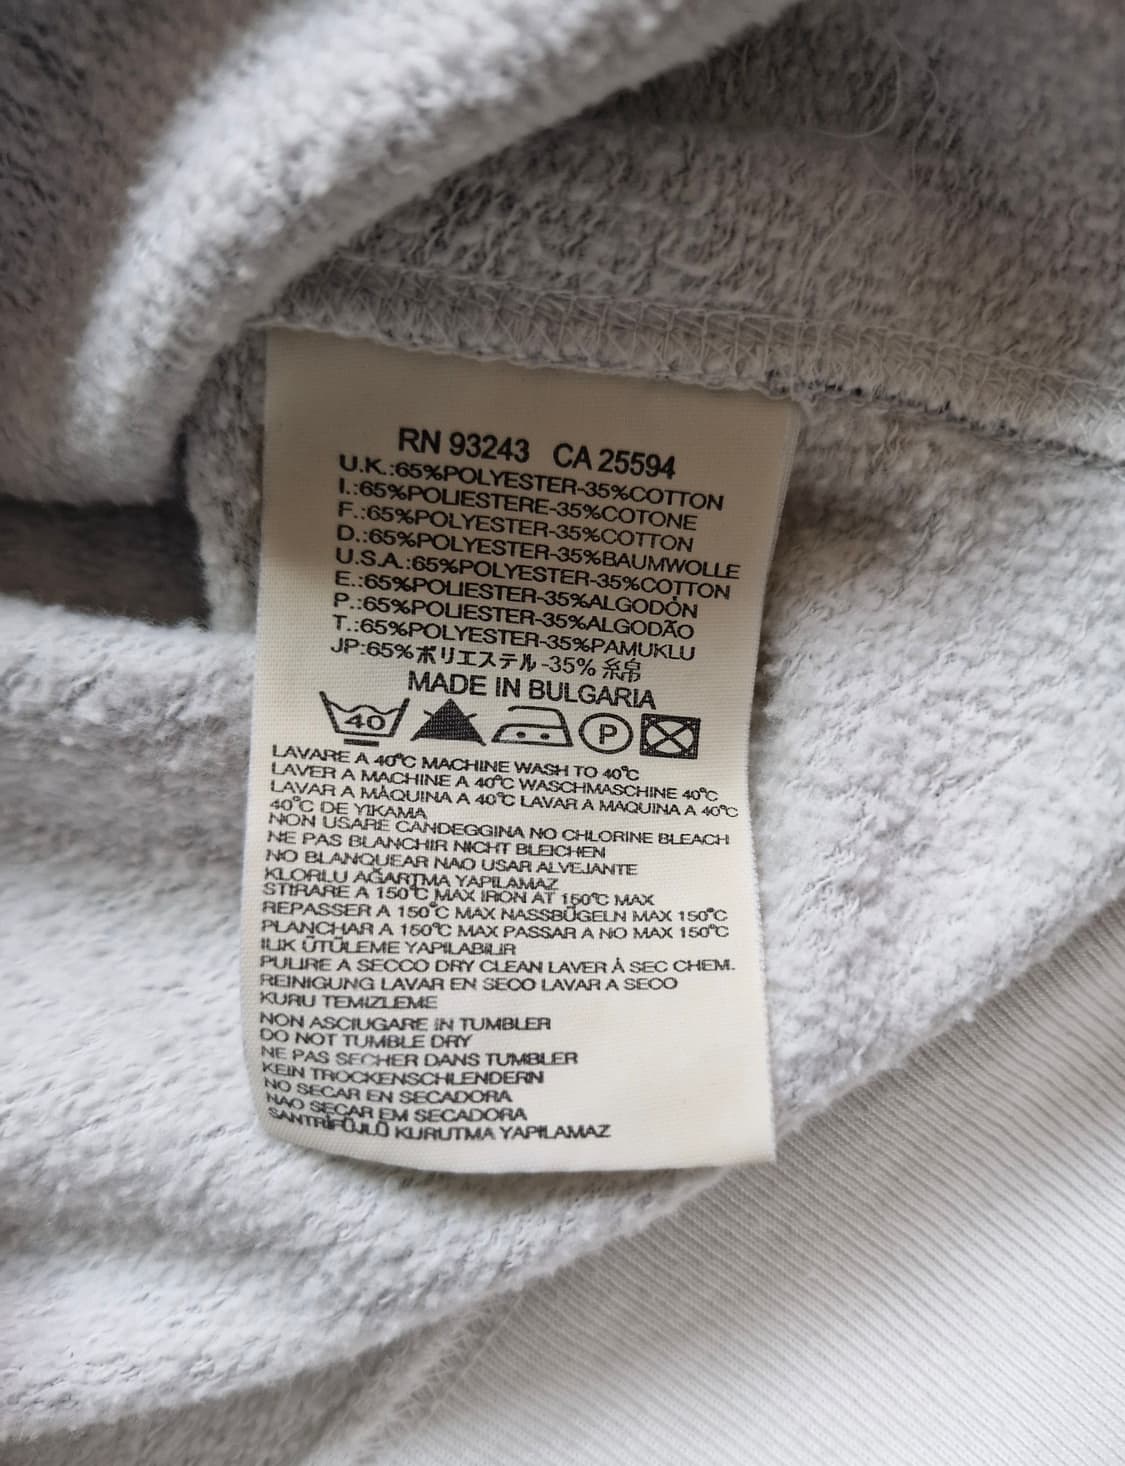 RN 93243 CA 25594
U.K.:65%POLYESTER-35%COTTON
I.:65%POLIESTERE-35%COTONE
F.:65%POLYESTER-35%COTTON
D.:65%POLYESTER-35%BAUMWOLLE
U.S.A.:65%POLYESTER-35%COTTON
E.:65%POLIESTER-35%ALGODÓN
P.:65%POLIESTER-35%ALGODÃO
T.:65%POLYESTER-35%PAMUKLU
JP:65%ポリエステル-35% 綿
MADE IN BULGARIA
40 P
LAVARE A 40°C MACHINE WASH TO 40°C
LAVER A MACHINE A 40°C WASCHMASCHINE 40°C
LAVAR A MÁQUINA A 40°C LAVAR A MAQUINA A 40°C
40°C DE YIKAMA
NON USARE CANDEGGINA NO CHLORINE BLEACH
NE PAS BLANCHIR NICHT BLEICHEN
NO BLANQUEAR NAO USAR ALVEJANTE
KLORLU AĞARTMA YAPILAMAZ
STIRARE A 150°C MAX IRON AT 150°C MAX
REPASSER A 150°C MAX NASSBÜGELN MAX 150°C
PLANCHAR A 150°C MAX PASSAR A NO MAX 150°C
ILIK ÜTÜLEME YAPILABILIR
PULIRE A SECCO DRY CLEAN LAVER À SEC CHEM.
REINIGUNG LAVAR EN SECO LAVAR A SECO
KURU TEMIZLEME
NON ASCIUGARE IN TUMBLER
DO NOT TUMBLE DRY
NE PAS SECHER DANS TUMBLER
KEIN TROCKENSCHLENDERN
NO SECAR EN SECADORA
NAO SECAR EM SECADORA
SANTRİFÜJLÜ KURUTMA YAPILAMAZ